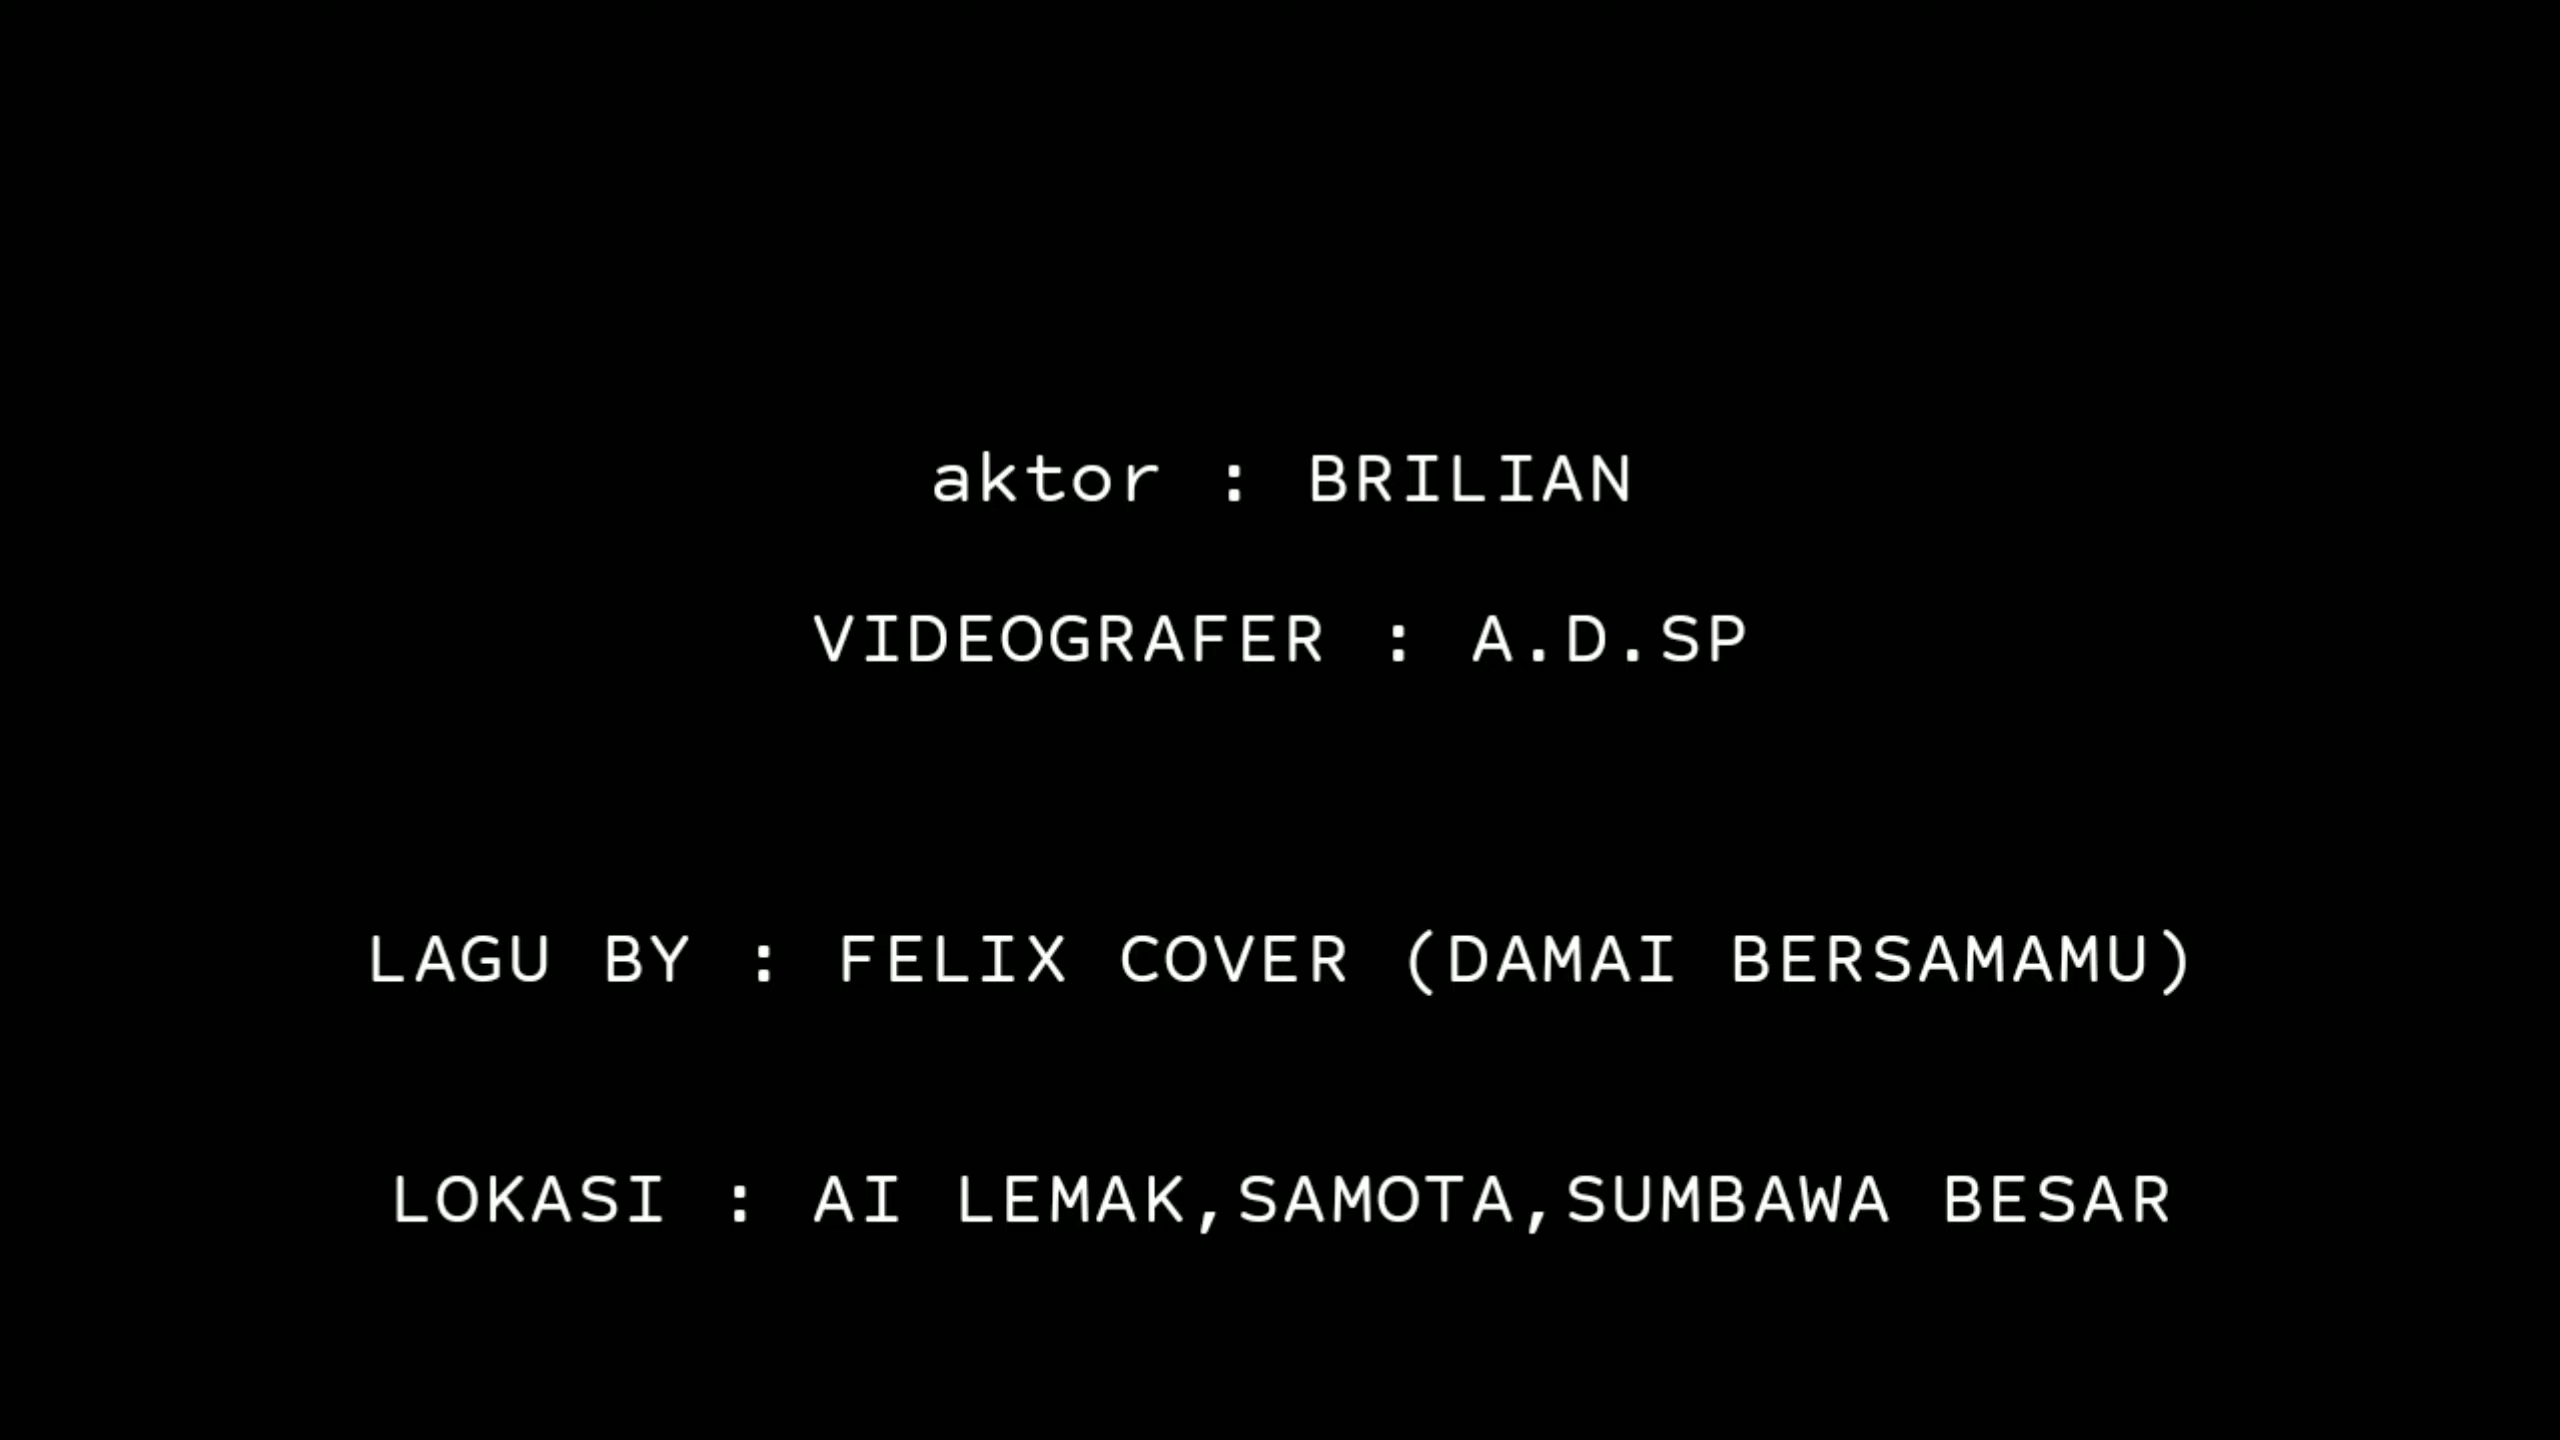 aktor : BRILIAN
VIDEOGRAFER : A.D.SP
LAGU BY : FELIX COVER (DAMAI BERSAMAMU)
LOKASI : AI LEMAK,SAMOTA,SUMBAWA BESAR